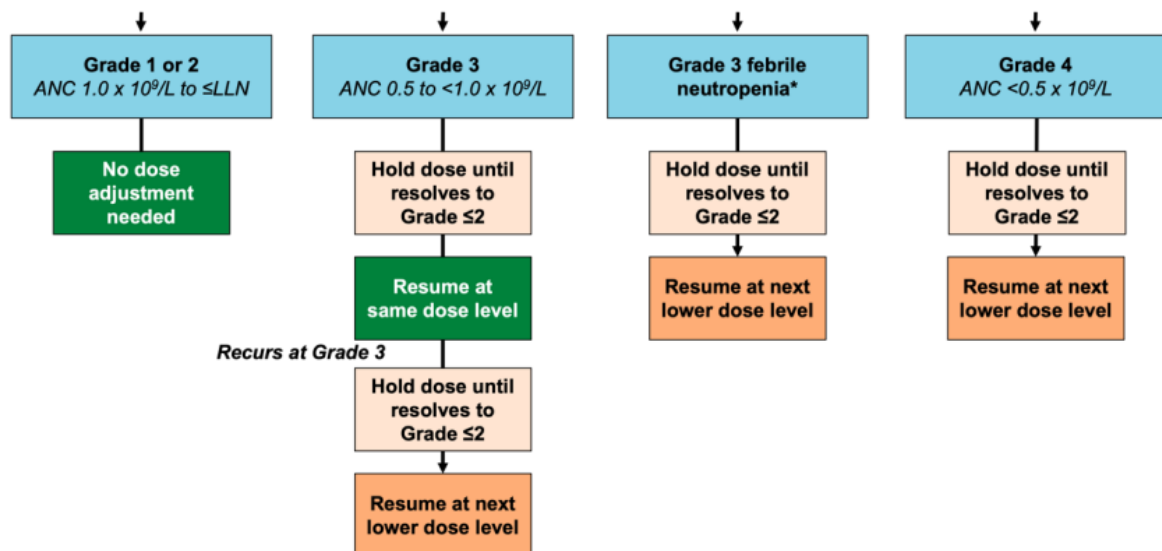 Grade 1 or 2
ANC 1.0 x 10⁹/L to ≤LLN
No dose
adjustment
needed
Grade 3
ANC 0.5 to <1.0 x 10⁹/L
Hold dose until
resolves to
Grade ≤2
Resume at
same dose level
Recurs at Grade 3
Hold dose until
resolves to
Grade ≤2
Resume at next
lower dose level
Grade 3 febrile
neutropenia*
Hold dose until
resolves to
Grade ≤2
Resume at next
lower dose level
Grade 4
ANC <0.5 x 10⁹/L
Hold dose until
resolves to
Grade ≤2
Resume at next
lower dose level